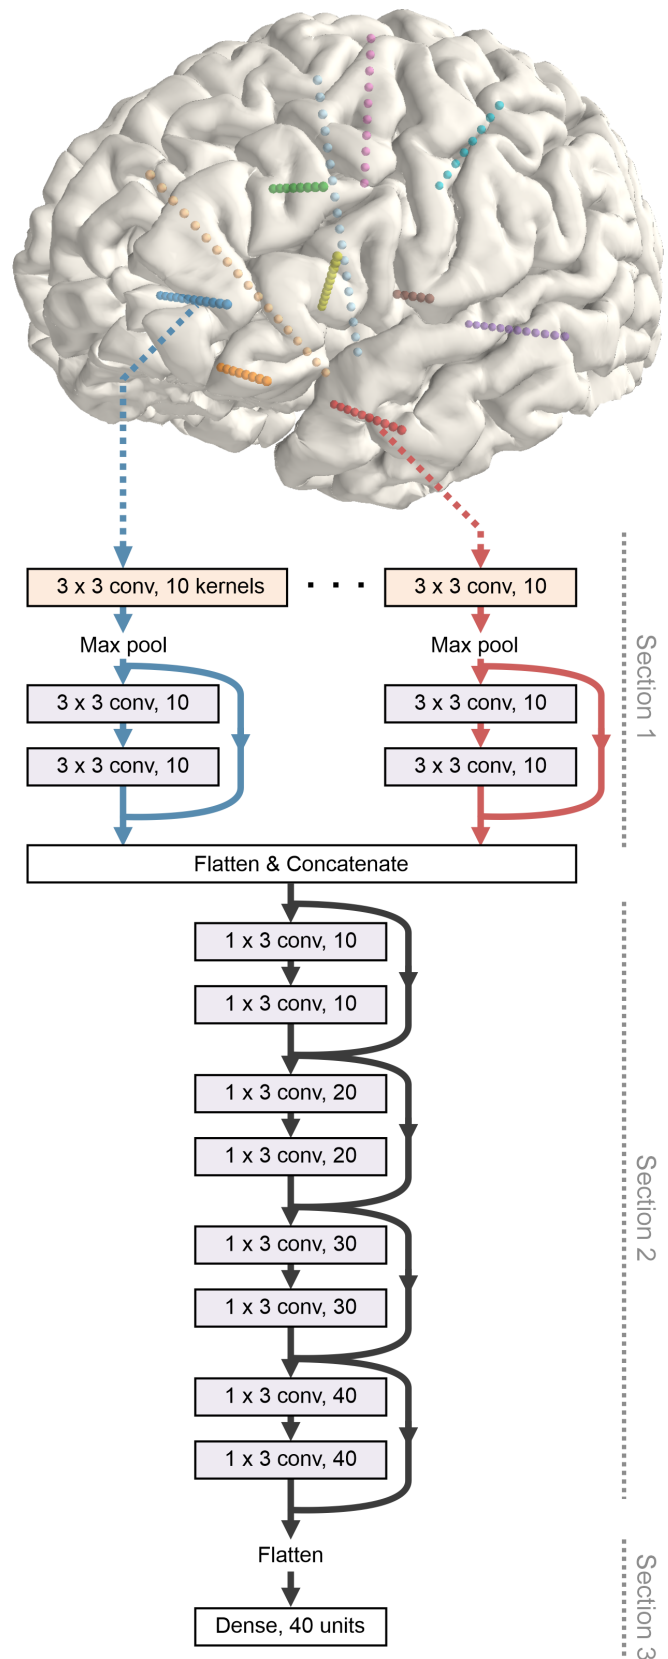 3 x 3 conv, 10 kernels
. . .
3 x 3 conv, 10
Max pool
Max pool
3 x 3 conv, 10
3 x 3 conv, 10
3 x 3 conv, 10
3 x 3 conv, 10
Section 1
Flatten & Concatenate
1 x 3 conv, 10
1 x 3 conv, 10
1 x 3 conv, 20
1 x 3 conv, 20
1 x 3 conv, 30
1 x 3 conv, 30
1 x 3 conv, 40
1 x 3 conv, 40
Section 2
Flatten
Dense, 40 units
Section 3